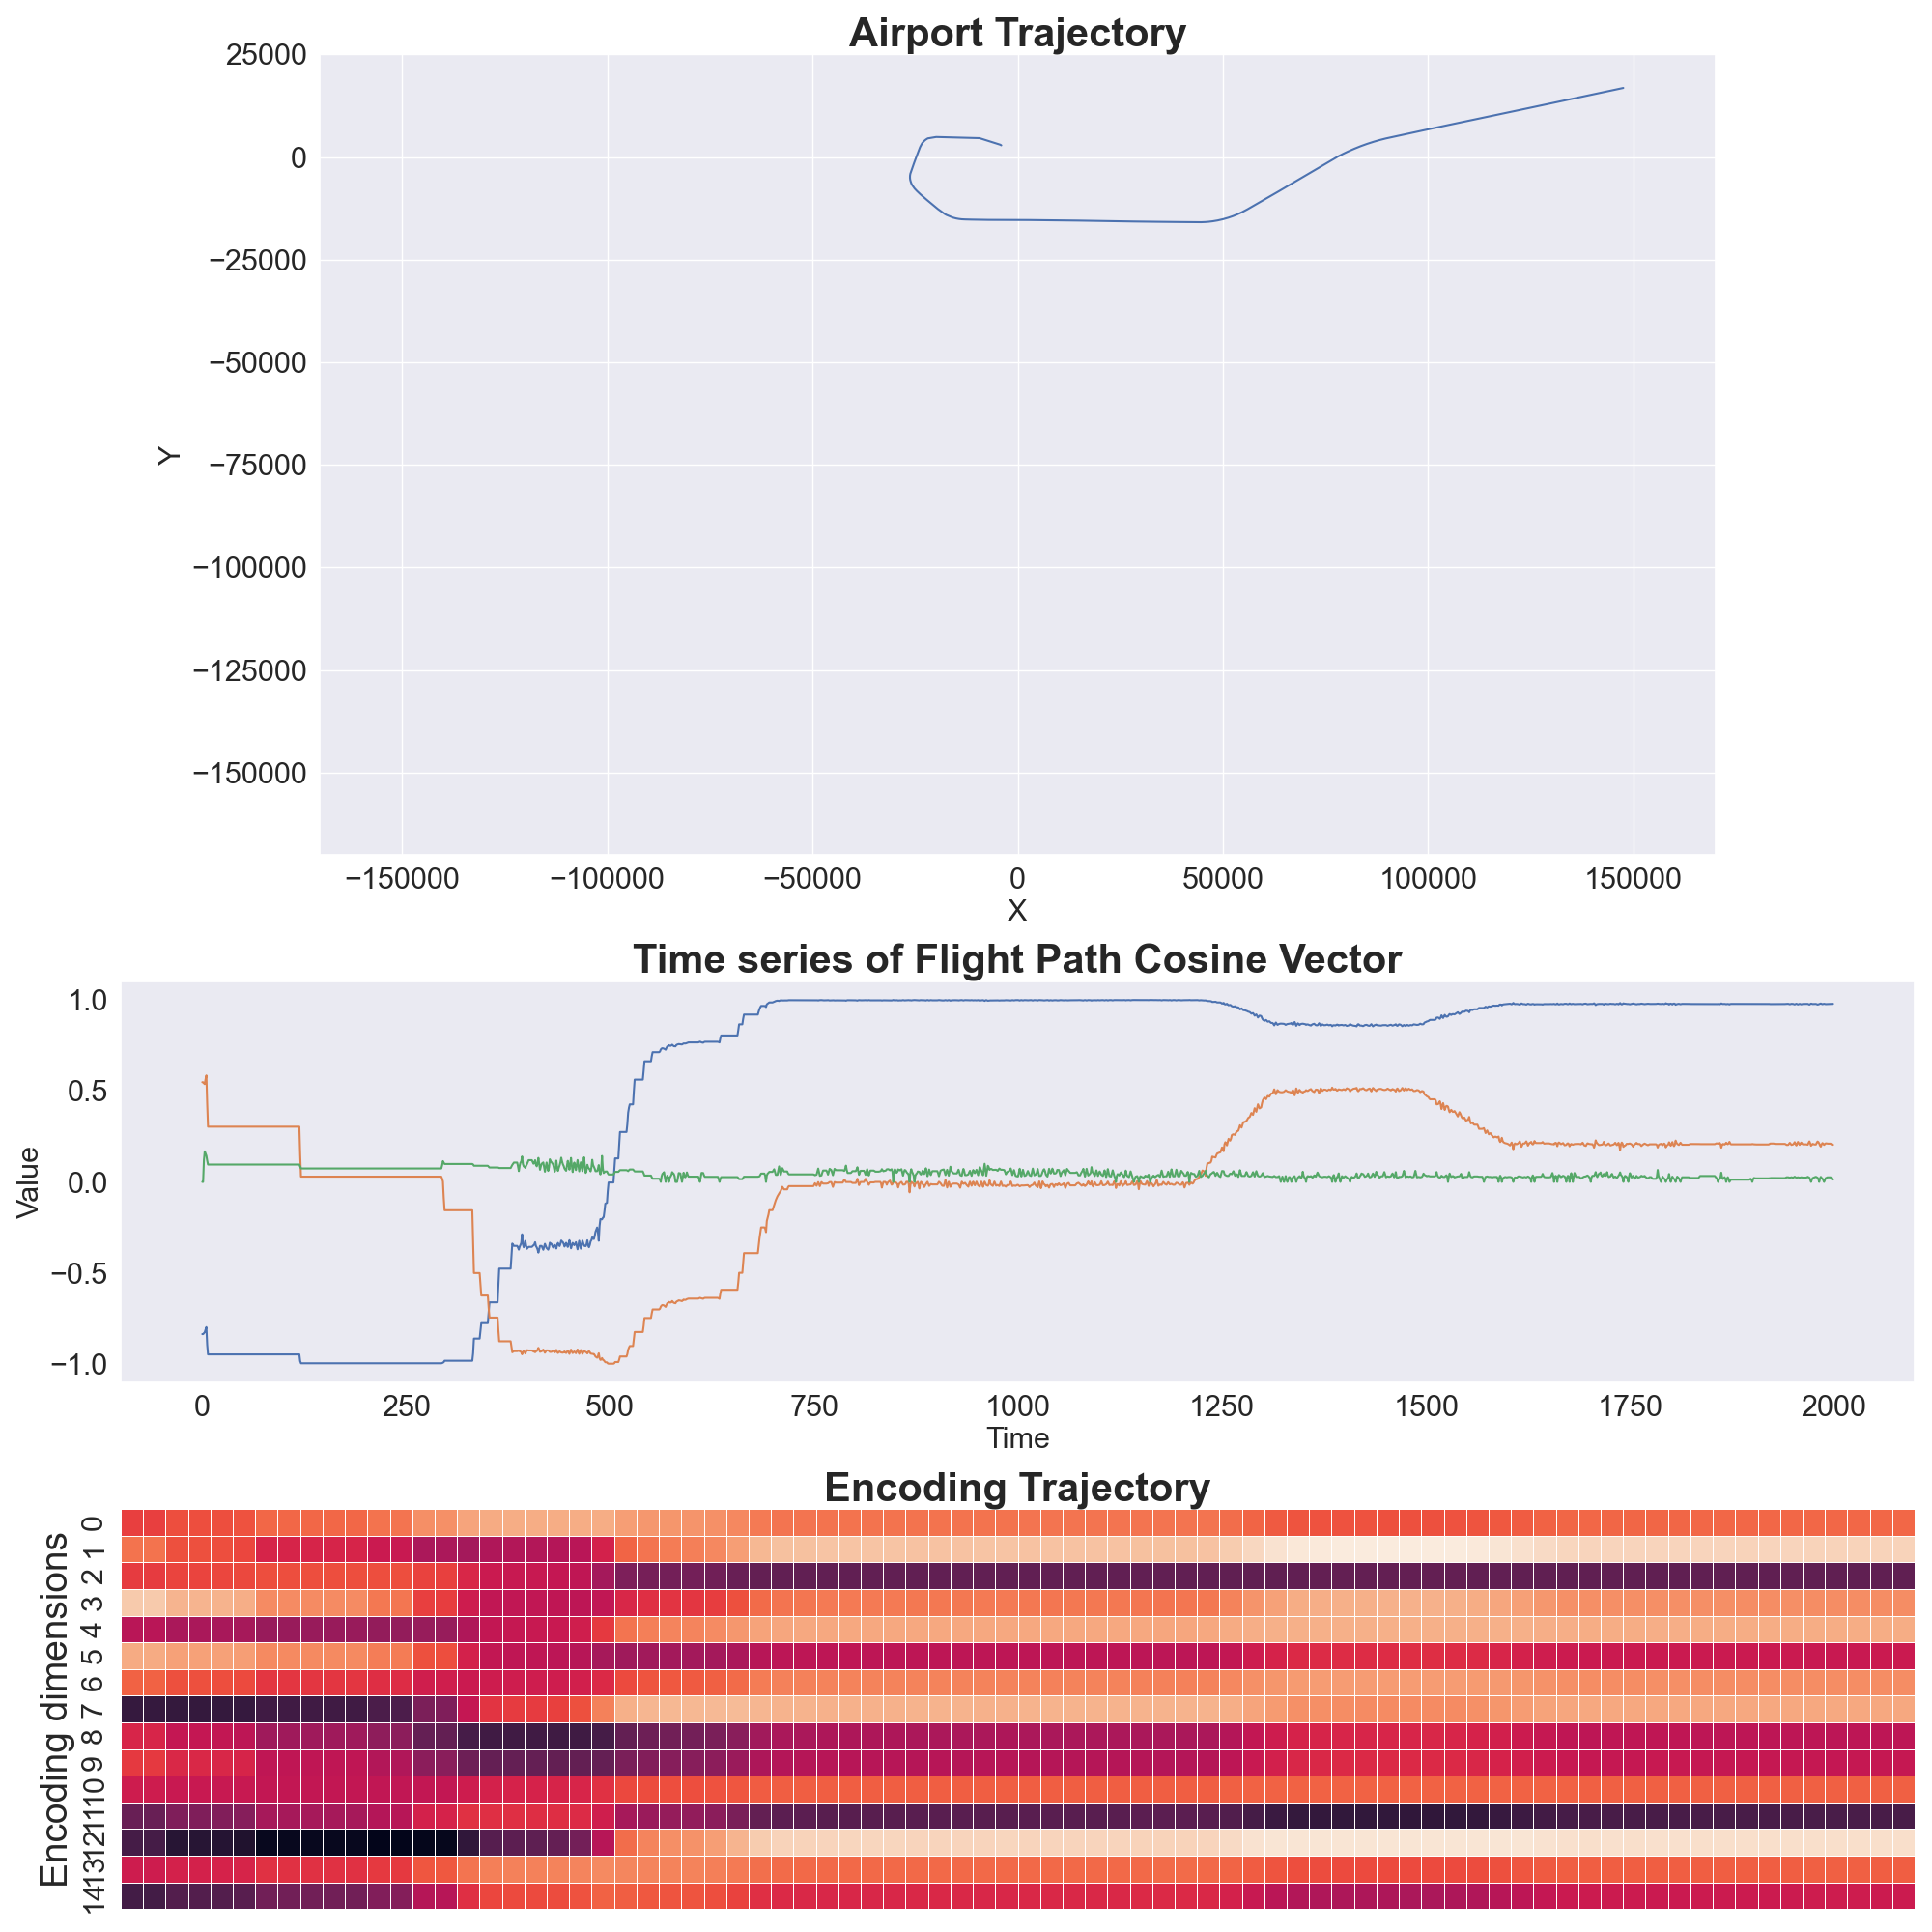 Airport Trajectory
25000
0
−25000
−50000
−75000
−100000
−125000
−150000
Y
−150000 −100000 −50000 0 50000 100000 150000
X
Time series of Flight Path Cosine Vector
1.0
0.5
0.0
−0.5
−1.0
Value
0 250 500 750 1000 1250 1500 1750 2000
Time
Encoding Trajectory
Encoding dimensions
0
1
2
3
4
5
6
7
8
9
10
11
12
13
14